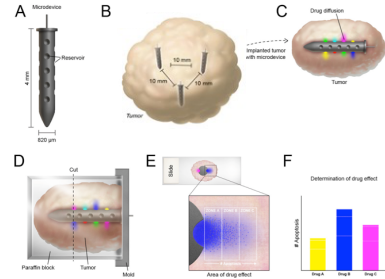 A
Microdevice
Reservoir
4 mm
820 µm
B
10 mm
10 mm
10 mm
Tumor
Implanted tumor
with microdevice
C
Drug diffusion
Tumor
D
Cut
Paraffin block
Tumor
Mold
E
Slide
Area of drug effect
F
Determination of drug effect
# Apoptosis
Drug A
Drug B
Drug C